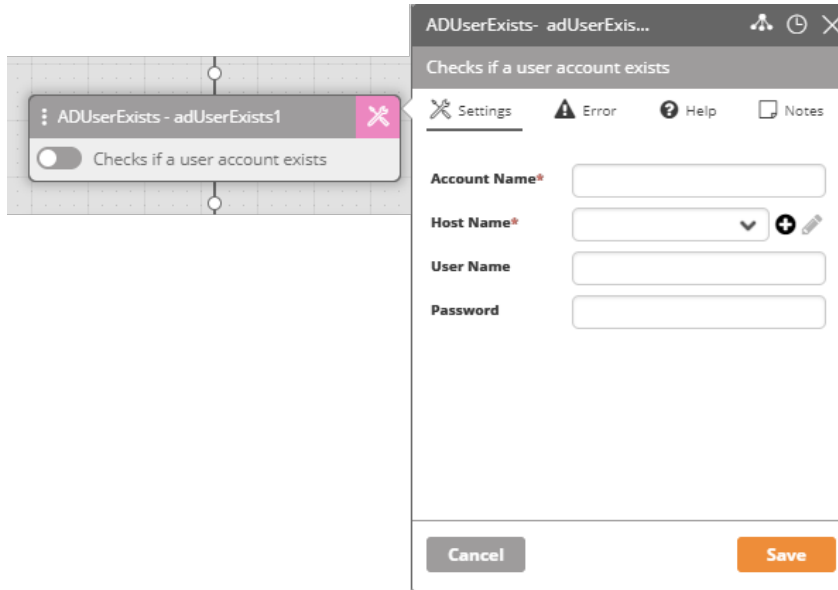 ADUserExists - adUserExists1
Checks if a user account exists
ADUserExists- adUserExis...
Checks if a user account exists
Settings
Error
Help
Notes
Account Name*
Host Name*
User Name
Password
Cancel
Save